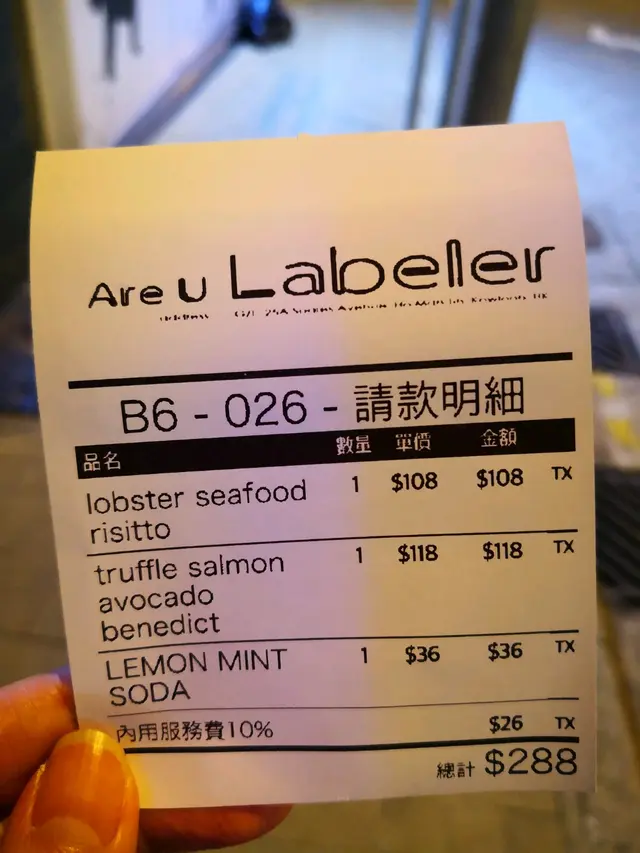 Are U Labeler
B6 - 026 - 請款明細
品名 數量 單價 金額
lobster seafood 1 $108 $108 TX
risitto
truffle salmon 1 $118 $118 TX
avocado
benedict
LEMON MINT 1 $36 $36 TX
SODA
內用服務費10% $26 TX
總計 $288